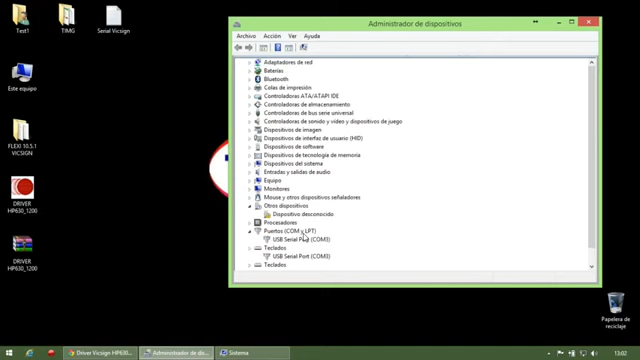 Test1
T.IMG
Serial Vicsign
Este equipo
FLEXI 10.5.1
VICSIGN
DRIVER
HP630_1200
DRIVER
HP630_1200
Administrador de dispositivos
Archivo Acción Ver Ayuda
Adaptadores de red
Baterías
Bluetooth
Colas de impresión
Controladoras ATA/ATAPI IDE
Controladoras de almacenamiento
Controladoras de bus serie universal
Controladoras de sonido y vídeo y dispositivos de juego
Dispositivos de imagen
Dispositivos de interfaz de usuario (HID)
Dispositivos de software
Dispositivos de tecnología de memoria
Dispositivos del sistema
Entradas y salidas de audio
Equipo
Monitores
Mouse y otros dispositivos señaladores
Otros dispositivos
Dispositivo desconocido
Procesadores
Puertos (COM y LPT)
USB Serial Port (COM3)
Teclados
USB Serial Port (COM3)
Teclados
Papelera de
reciclaje
Driver Vicsign HP630...
Administrador de dis...
Sistema
13:02